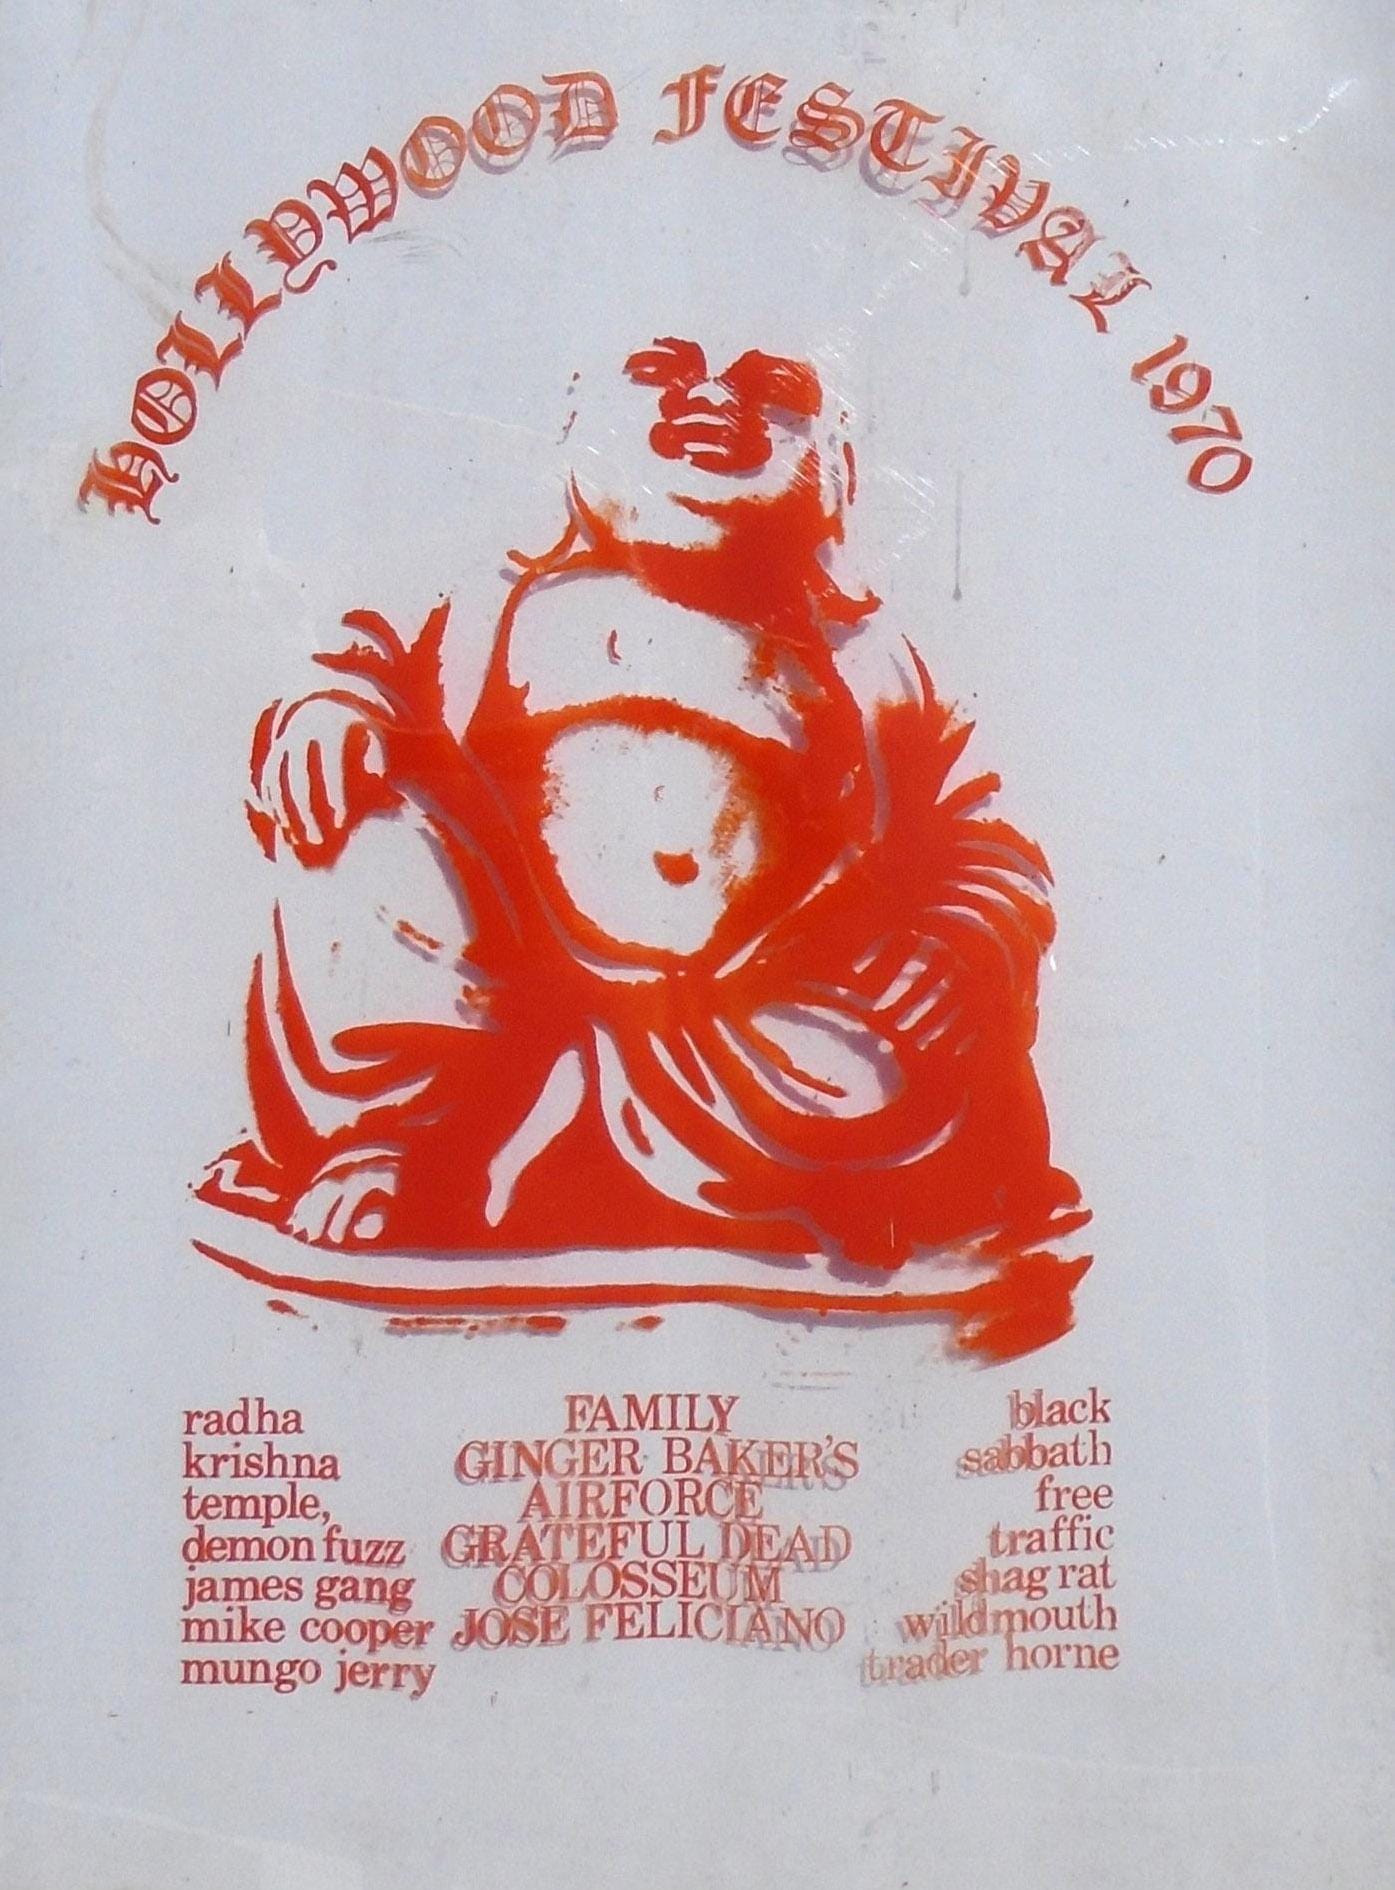 HOLLYWOOD FESTIVAL 1970
radha
krishna
temple,
demon fuzz
james gang
mike cooper
mungo jerry
FAMILY
GINGER BAKER'S
AIRFORCE
GRATEFUL DEAD
COLOSSEUM
JOSE FELICIANO
black
sabbath
free
traffic
shag rat
wildmouth
trader horne